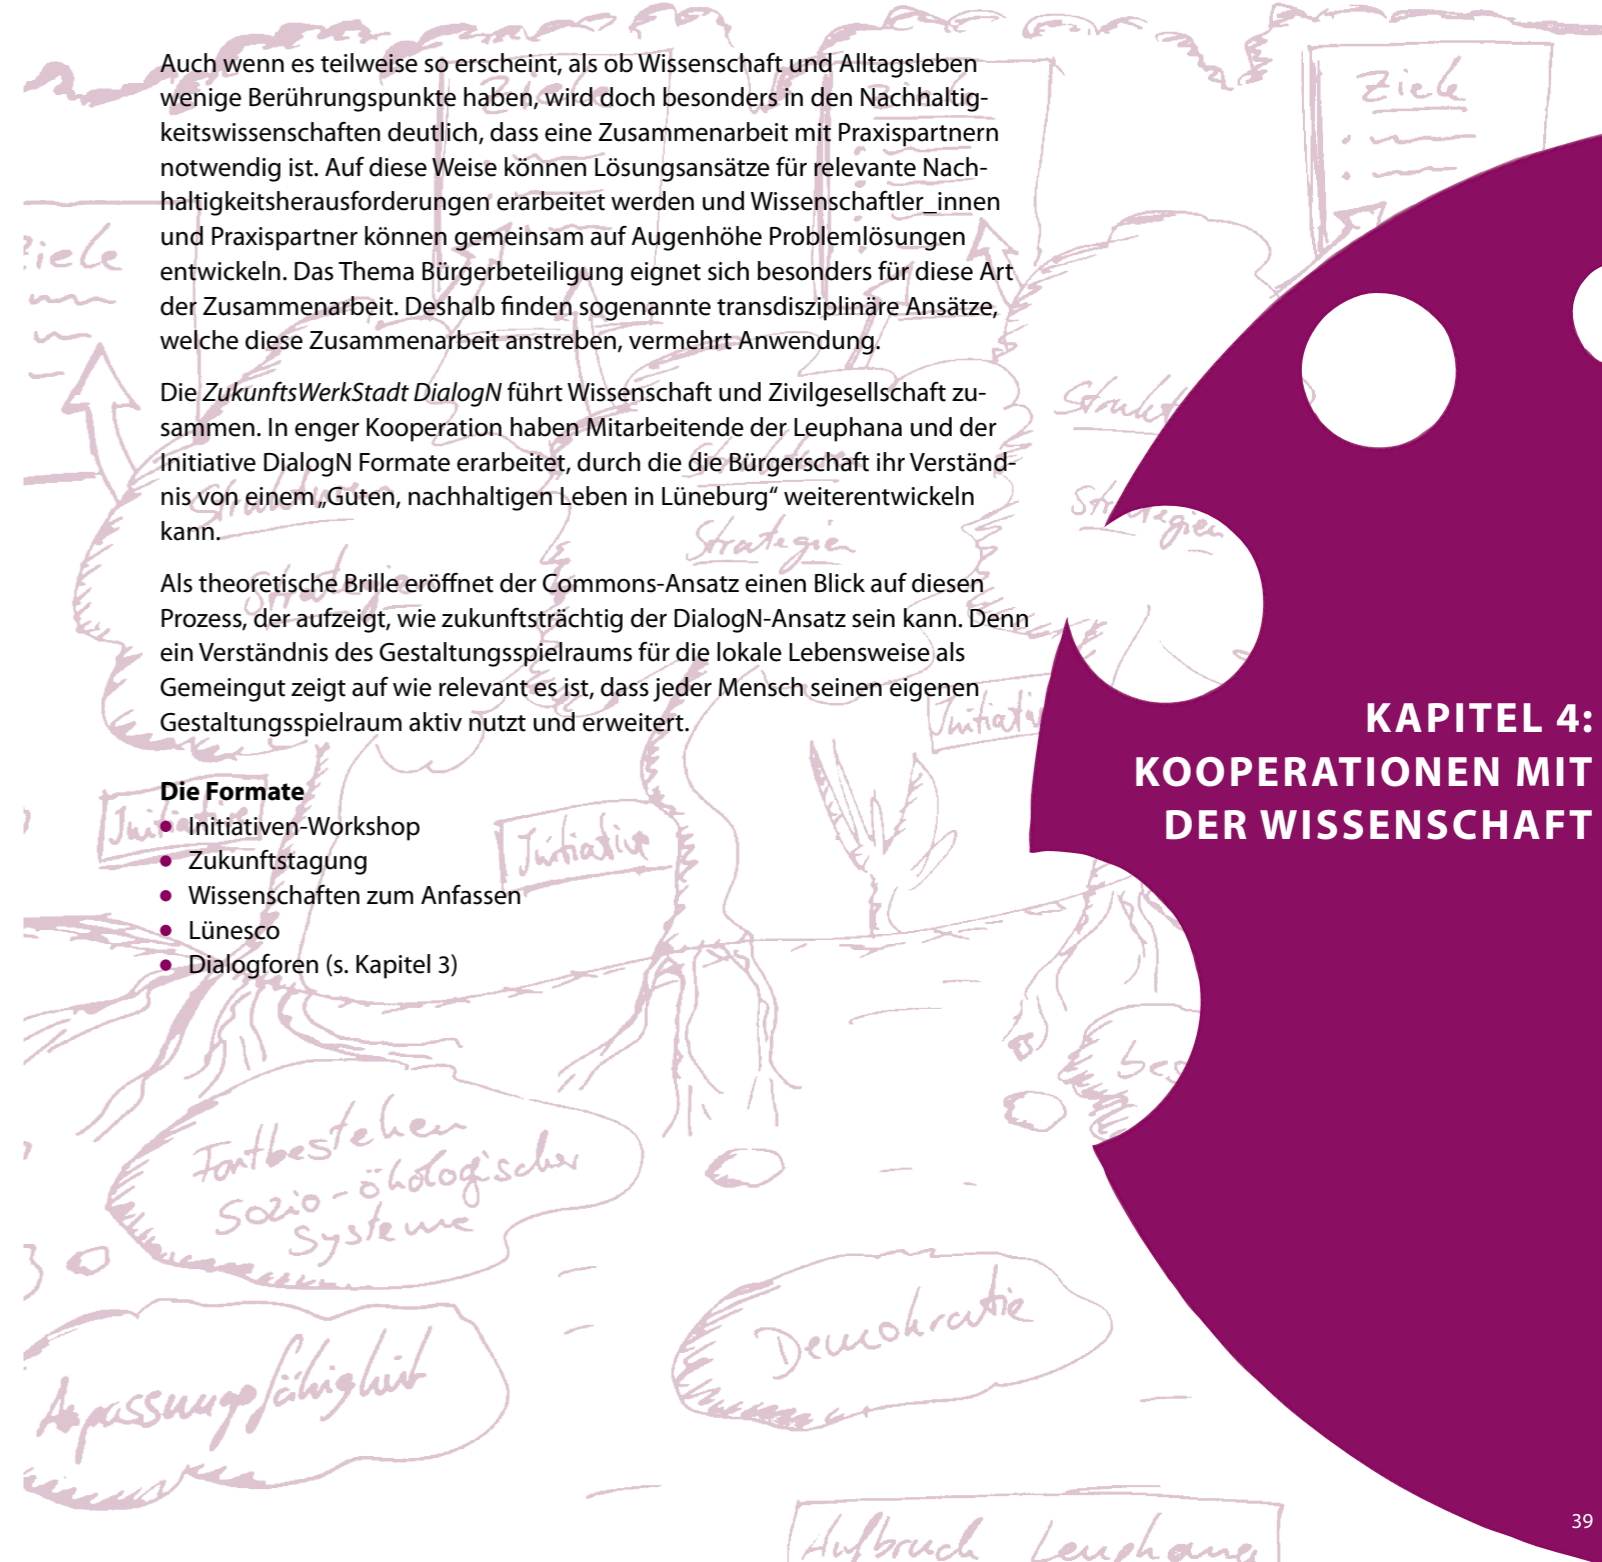 Auch wenn es teilweise so erscheint, als ob Wissenschaft und Alltagsleben
wenige Berührungspunkte haben, wird doch besonders in den Nachhaltig-
keitswissenschaften deutlich, dass eine Zusammenarbeit mit Praxispartnern
notwendig ist. Auf diese Weise können Lösungsansätze für relevante Nach-
haltigkeitsherausforderungen erarbeitet werden und Wissenschaftler_innen
und Praxispartner können gemeinsam auf Augenhöhe Problemlösungen
entwickeln. Das Thema Bürgerbeteiligung eignet sich besonders für diese Art
der Zusammenarbeit. Deshalb finden sogenannte transdisziplinäre Ansätze,
welche diese Zusammenarbeit anstreben, vermehrt Anwendung.
Die ZukunftsWerkStadt DialogN führt Wissenschaft und Zivilgesellschaft zu-
sammen. In enger Kooperation haben Mitarbeitende der Leuphana und der
Initiative DialogN Formate erarbeitet, durch die die Bürgerschaft ihr Verständ-
nis von einem „Guten, nachhaltigen Leben in Lüneburg“ weiterentwickeln
kann.
Als theoretische Brille eröffnet der Commons-Ansatz einen Blick auf diesen
Prozess, der aufzeigt, wie zukunftsträchtig der DialogN-Ansatz sein kann. Denn
ein Verständnis des Gestaltungsspielraums für die lokale Lebensweise als
Gemeingut zeigt auf wie relevant es ist, dass jeder Mensch seinen eigenen
Gestaltungsspielraum aktiv nutzt und erweitert.
Die Formate
• Initiativen-Workshop
• Zukunftstagung
• Wissenschaften zum Anfassen
• Lünesco
• Dialogforen (s. Kapitel 3)
KAPITEL 4:
KOOPERATIONEN MIT
DER WISSENSCHAFT
39
Ziele
Ziele
Ziele
Ziele
Strukturen
Strategien
Strukturen
Strategien
Strategien
Initiative
Initiative
Initiative
Fortbestehen
Sozio-ökologischer
Systeme
Demokratie
Anpassungsfähigkeit
Aufbruch Leuphana